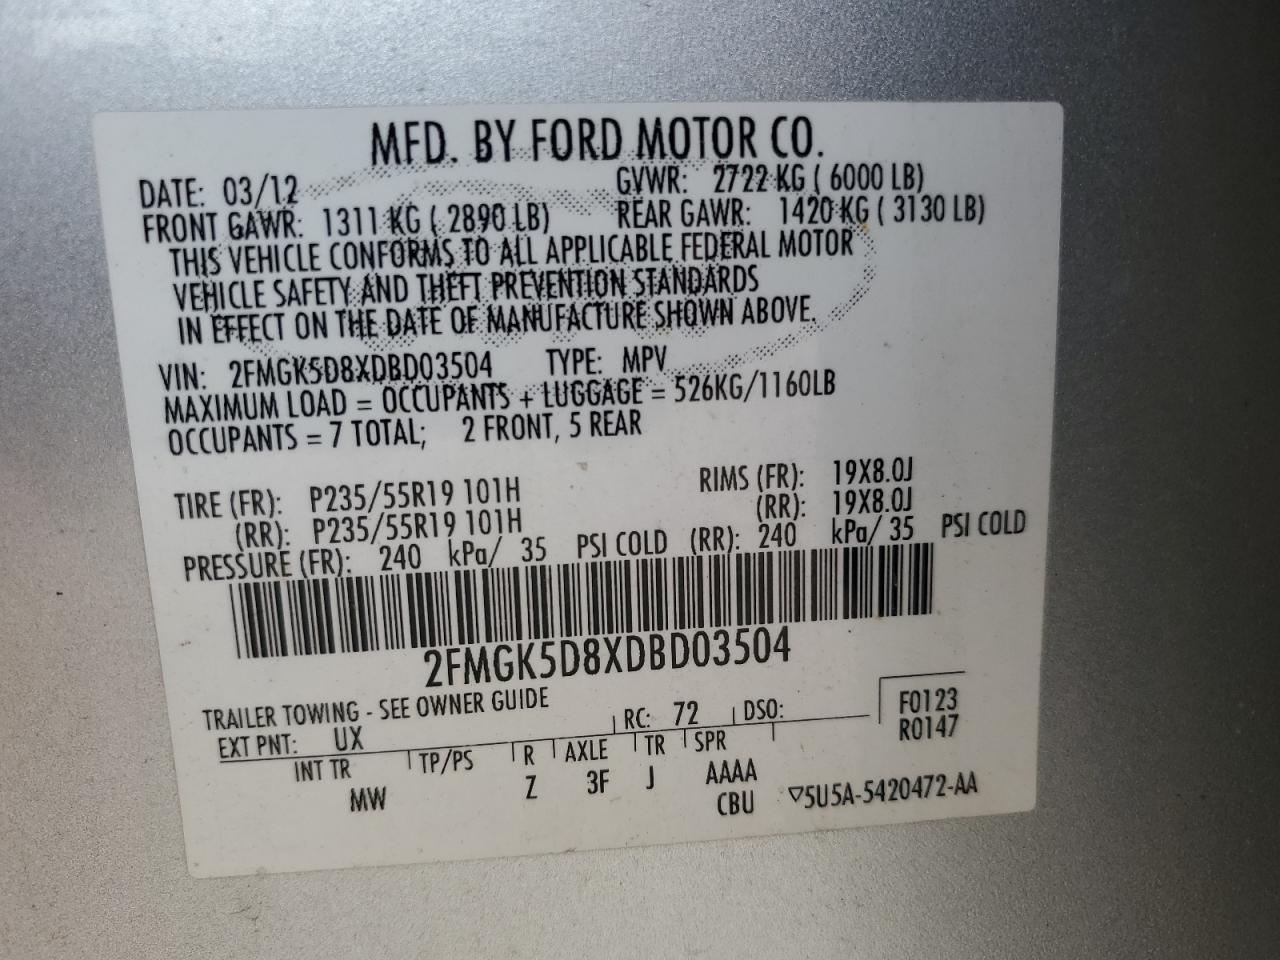 MFD. BY FORD MOTOR CO.
DATE: 03/12 GVWR: 2722 KG ( 6000 LB)
FRONT GAWR: 1311 KG ( 2890 LB) REAR GAWR: 1420 KG ( 3130 LB)
THIS VEHICLE CONFORMS TO ALL APPLICABLE FEDERAL MOTOR
VEHICLE SAFETY AND THEFT PREVENTION STANDARDS
IN EFFECT ON THE DATE OF MANUFACTURE SHOWN ABOVE.
VIN: 2FMGK5D8XDBD03504 TYPE: MPV
MAXIMUM LOAD = OCCUPANTS + LUGGAGE = 526KG/1160LB
OCCUPANTS = 7 TOTAL; 2 FRONT, 5 REAR
TIRE (FR): P235/55R19 101H RIMS (FR): 19X8.0J
(RR): P235/55R19 101H (RR): 19X8.0J
PRESSURE (FR): 240 kPa/ 35 PSI COLD (RR): 240 kPa/ 35 PSI COLD
2FMGK5D8XDBD03504
TRAILER TOWING - SEE OWNER GUIDE
EXT PNT: UX RC: 72 DSO: F0123
R0147
INT TR TP/PS R AXLE TR SPR
MW Z 3F J AAAA
CBU ▽5U5A-5420472-AA